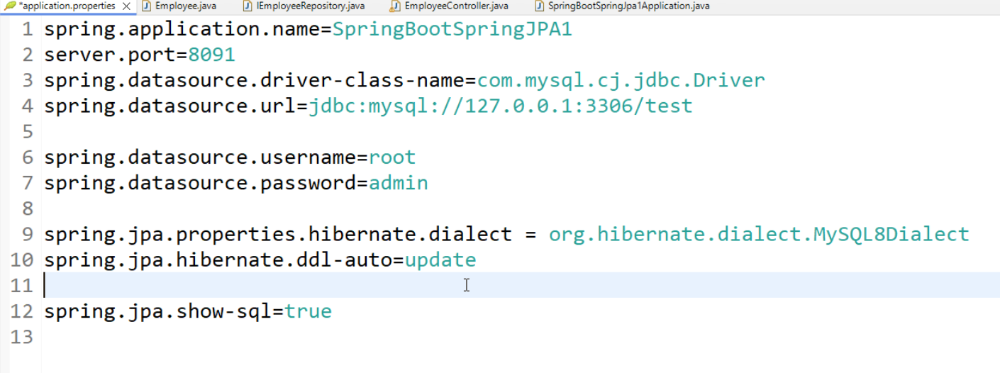 *application.properties Employee.java IEmployeeRepository.java EmployeeController.java SpringBootSpringJpa1Application.java
1 spring.application.name=SpringBootSpringJPA1
2 server.port=8091
3 spring.datasource.driver-class-name=com.mysql.cj.jdbc.Driver
4 spring.datasource.url=jdbc:mysql://127.0.0.1:3306/test
5
6 spring.datasource.username=root
7 spring.datasource.password=admin
8
9 spring.jpa.properties.hibernate.dialect = org.hibernate.dialect.MySQL8Dialect
10 spring.jpa.hibernate.ddl-auto=update
11
12 spring.jpa.show-sql=true
13